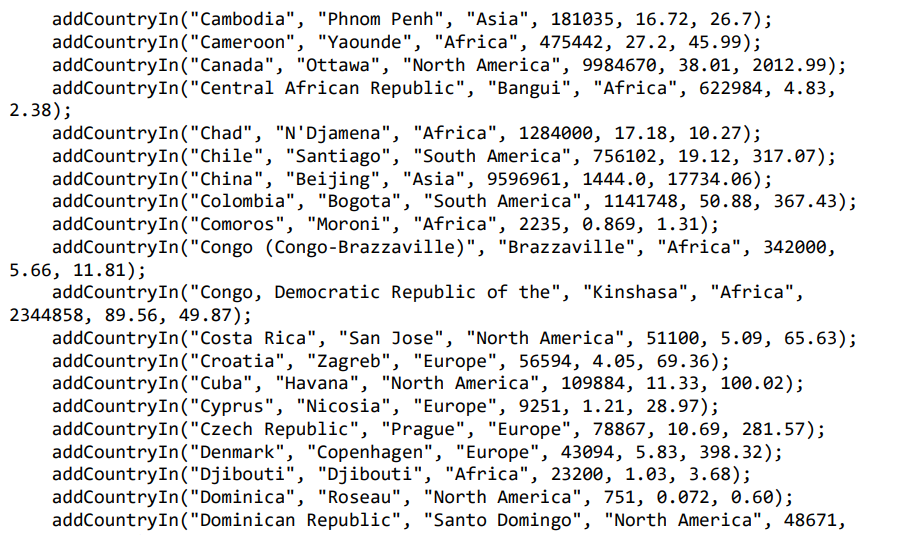 addCountryIn("Cambodia", "Phnom Penh", "Asia", 181035, 16.72, 26.7);
addCountryIn("Cameroon", "Yaounde", "Africa", 475442, 27.2, 45.99);
addCountryIn("Canada", "Ottawa", "North America", 9984670, 38.01, 2012.99);
addCountryIn("Central African Republic", "Bangui", "Africa", 622984, 4.83,
2.38);
addCountryIn("Chad", "N'Djamena", "Africa", 1284000, 17.18, 10.27);
addCountryIn("Chile", "Santiago", "South America", 756102, 19.12, 317.07);
addCountryIn("China", "Beijing", "Asia", 9596961, 1444.0, 17734.06);
addCountryIn("Colombia", "Bogota", "South America", 1141748, 50.88, 367.43);
addCountryIn("Comoros", "Moroni", "Africa", 2235, 0.869, 1.31);
addCountryIn("Congo (Congo-Brazzaville)", "Brazzaville", "Africa", 342000,
5.66, 11.81);
addCountryIn("Congo, Democratic Republic of the", "Kinshasa", "Africa",
2344858, 89.56, 49.87);
addCountryIn("Costa Rica", "San Jose", "North America", 51100, 5.09, 65.63);
addCountryIn("Croatia", "Zagreb", "Europe", 56594, 4.05, 69.36);
addCountryIn("Cuba", "Havana", "North America", 109884, 11.33, 100.02);
addCountryIn("Cyprus", "Nicosia", "Europe", 9251, 1.21, 28.97);
addCountryIn("Czech Republic", "Prague", "Europe", 78867, 10.69, 281.57);
addCountryIn("Denmark", "Copenhagen", "Europe", 43094, 5.83, 398.32);
addCountryIn("Djibouti", "Djibouti", "Africa", 23200, 1.03, 3.68);
addCountryIn("Dominica", "Roseau", "North America", 751, 0.072, 0.60);
addCountryIn("Dominican Republic", "Santo Domingo", "North America", 48671,